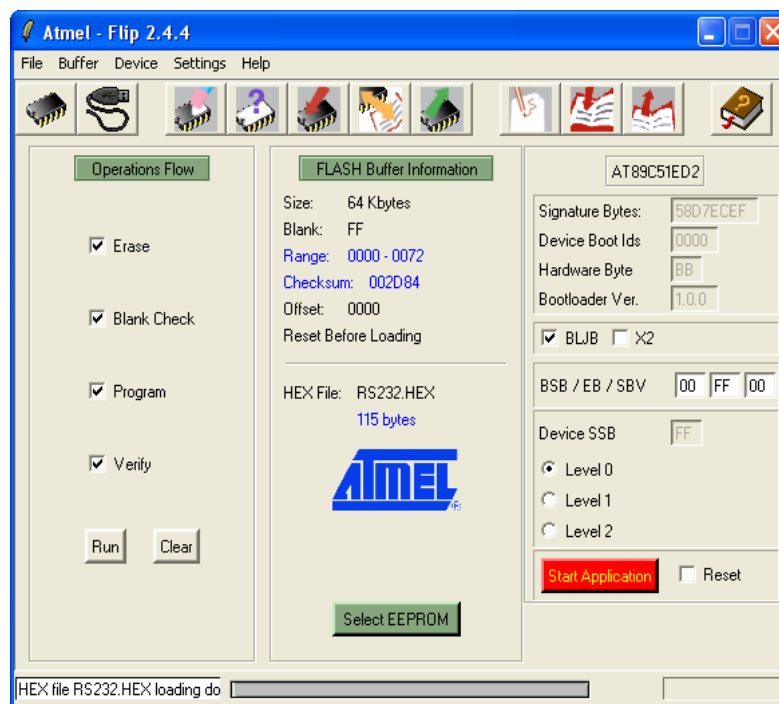 Atmel - Flip 2.4.4
File Buffer Device Settings Help
Operations Flow
Erase
Blank Check
Program
Verify
Run Clear
FLASH Buffer Information
Size: 64 Kbytes
Blank: FF
Range: 0000 - 0072
Checksum: 002D84
Offset: 0000
Reset Before Loading
HEX File: RS232.HEX
115 bytes
ATMEL
Select EEPROM
AT89C51ED2
Signature Bytes: 58D7ECEF
Device Boot Ids 0000
Hardware Byte BB
Bootloader Ver. 1.0.0
BLJB X2
BSB / EB / SBV 00 FF 00
Device SSB FF
Level 0
Level 1
Level 2
Start Application Reset
HEX file RS232.HEX loading do